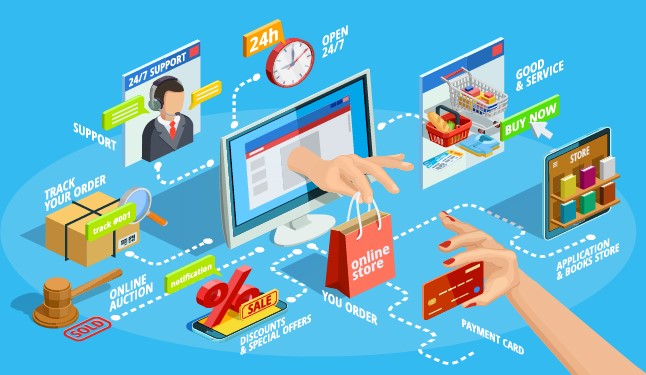 24h
OPEN
24/7
24/7 SUPPORT
SUPPORT
GOOD
& SERVICE
BUY NOW
STORE
TRACK
YOUR ORDER
track #001
ONLINE
AUCTION
SOLD
notification
%
SALE
DISCOUNTS
& SPECIAL OFFERS
online
store
YOU ORDER
PAYMENT CARD
APPLICATION
& BOOKS STORE